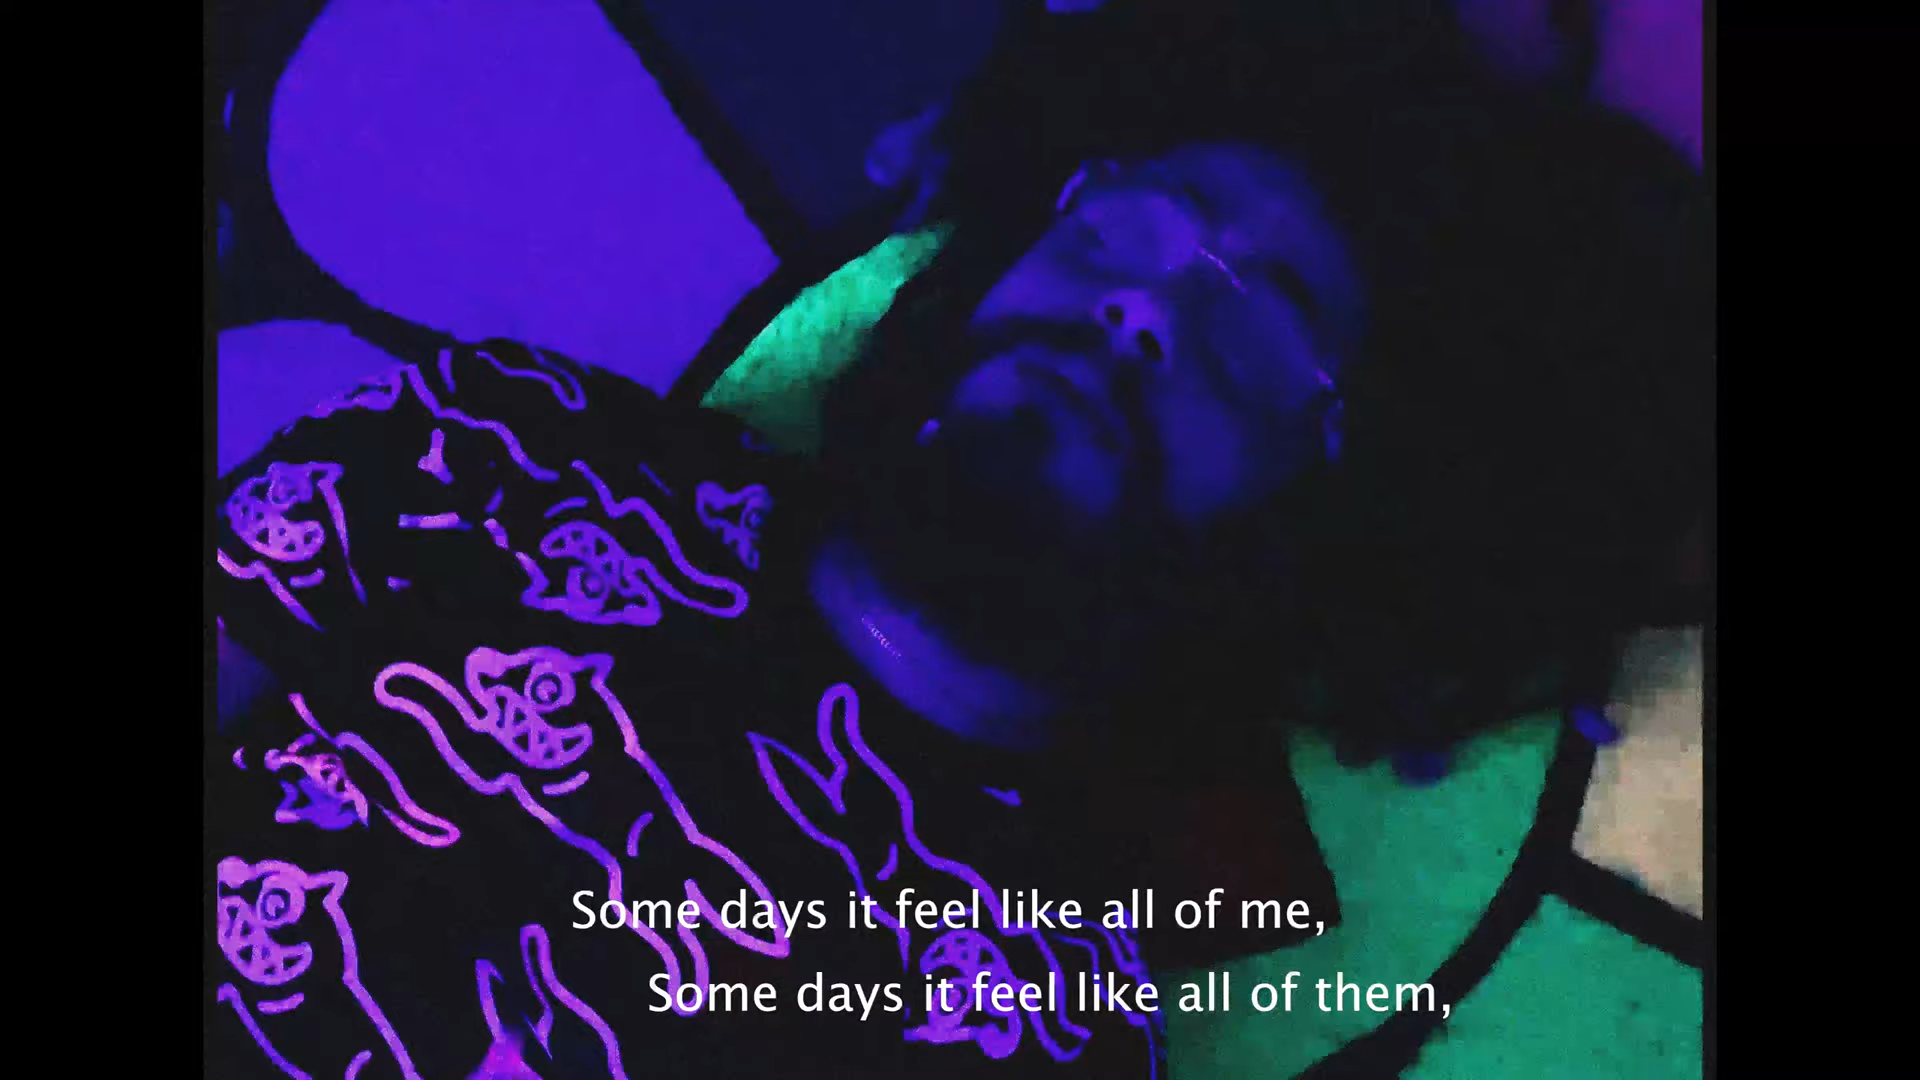 Some days it feel like all of me,
Some days it feel like all of them,